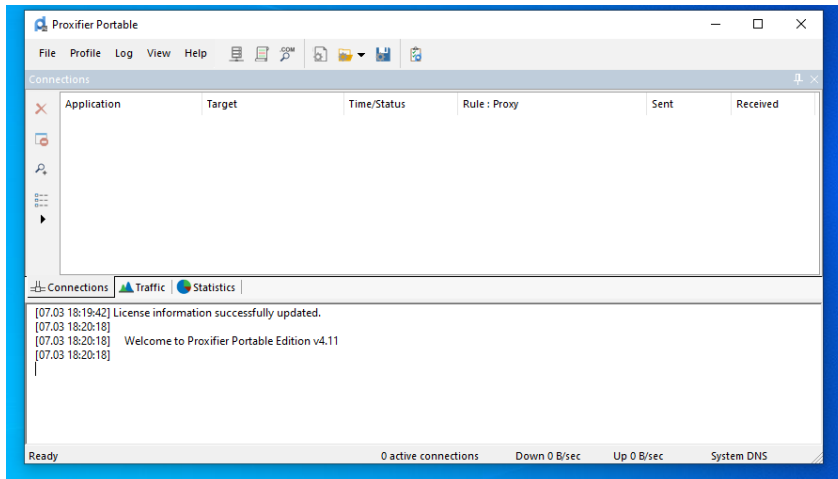 Proxifier Portable
File Profile Log View Help .COM
Connections
Application Target Time/Status Rule : Proxy Sent Received
Connections Traffic Statistics
[07.03 18:19:42] License information successfully updated.
[07.03 18:20:18]
[07.03 18:20:18] Welcome to Proxifier Portable Edition v4.11
[07.03 18:20:18]
Ready 0 active connections Down 0 B/sec Up 0 B/sec System DNS